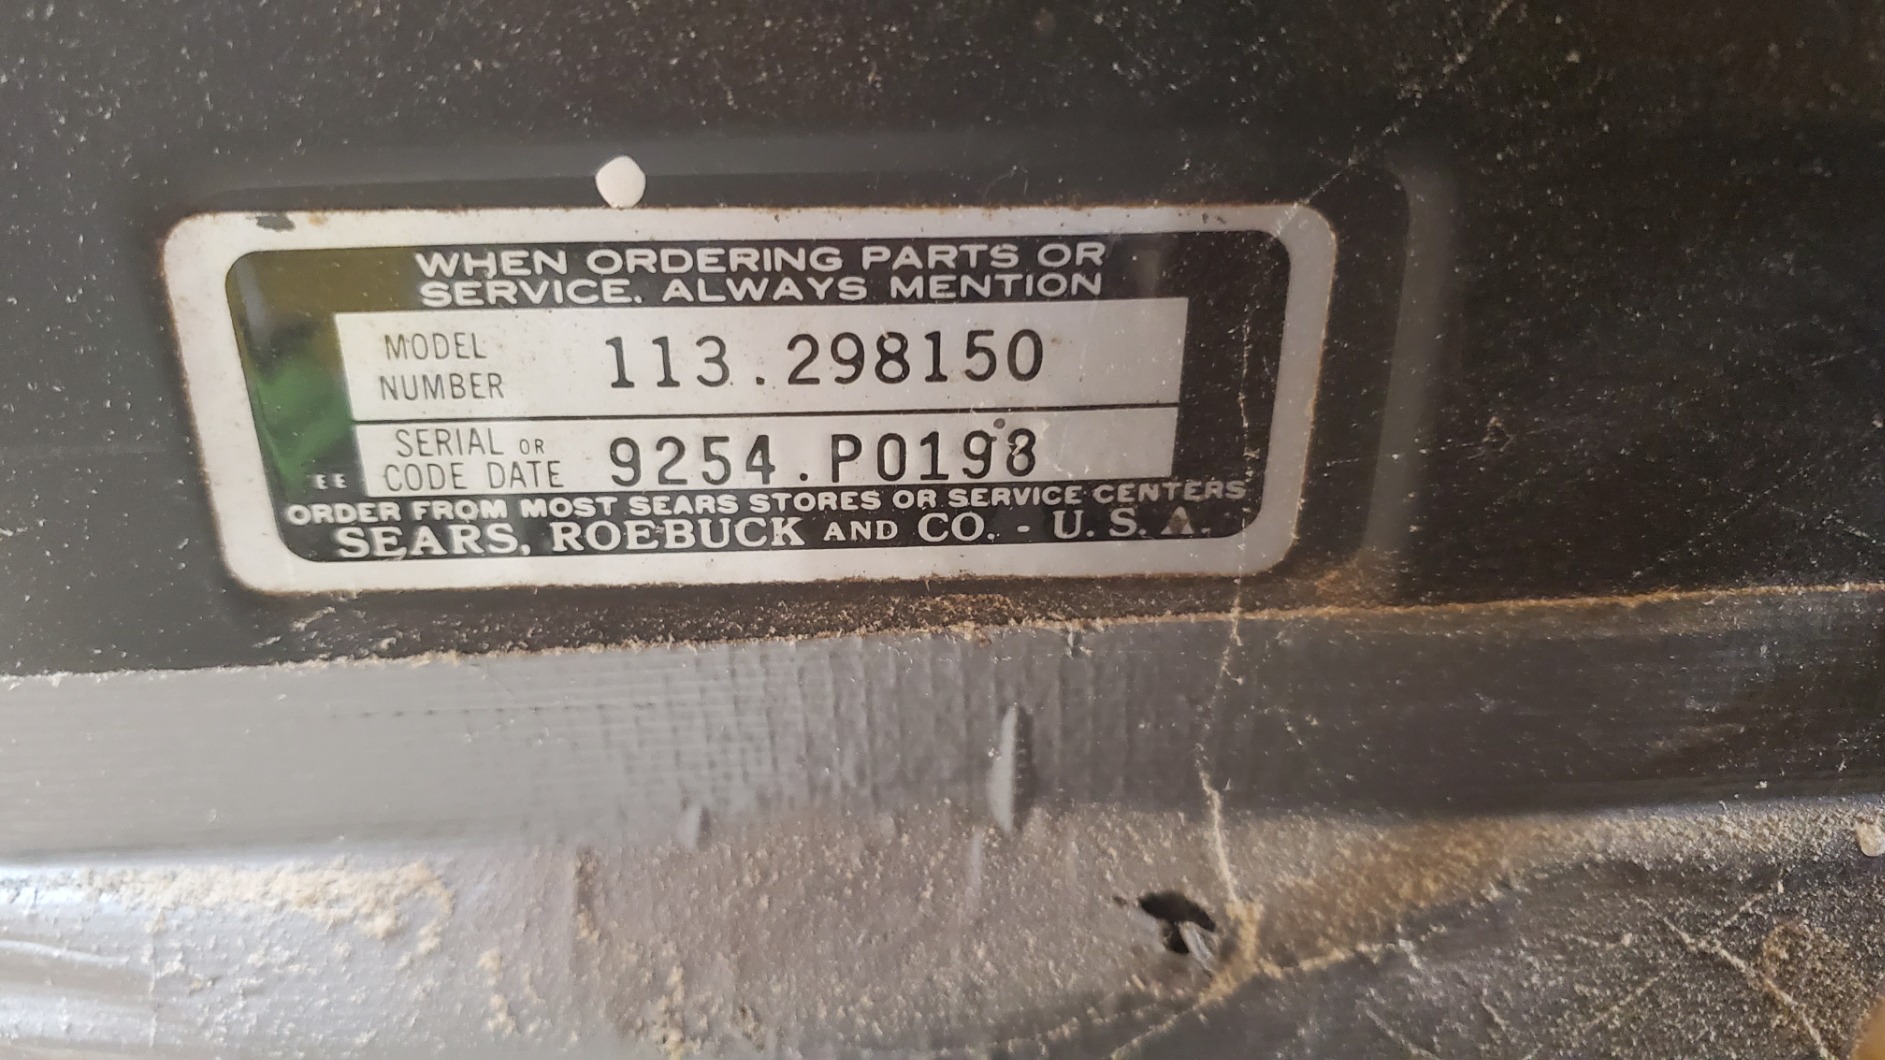 WHEN ORDERING PARTS OR
SERVICE. ALWAYS MENTION
MODEL NUMBER 113.298150
SERIAL OR CODE DATE 9254.P0198
EE
ORDER FROM MOST SEARS STORES OR SERVICE CENTERS
SEARS, ROEBUCK AND CO. - U. S. A.